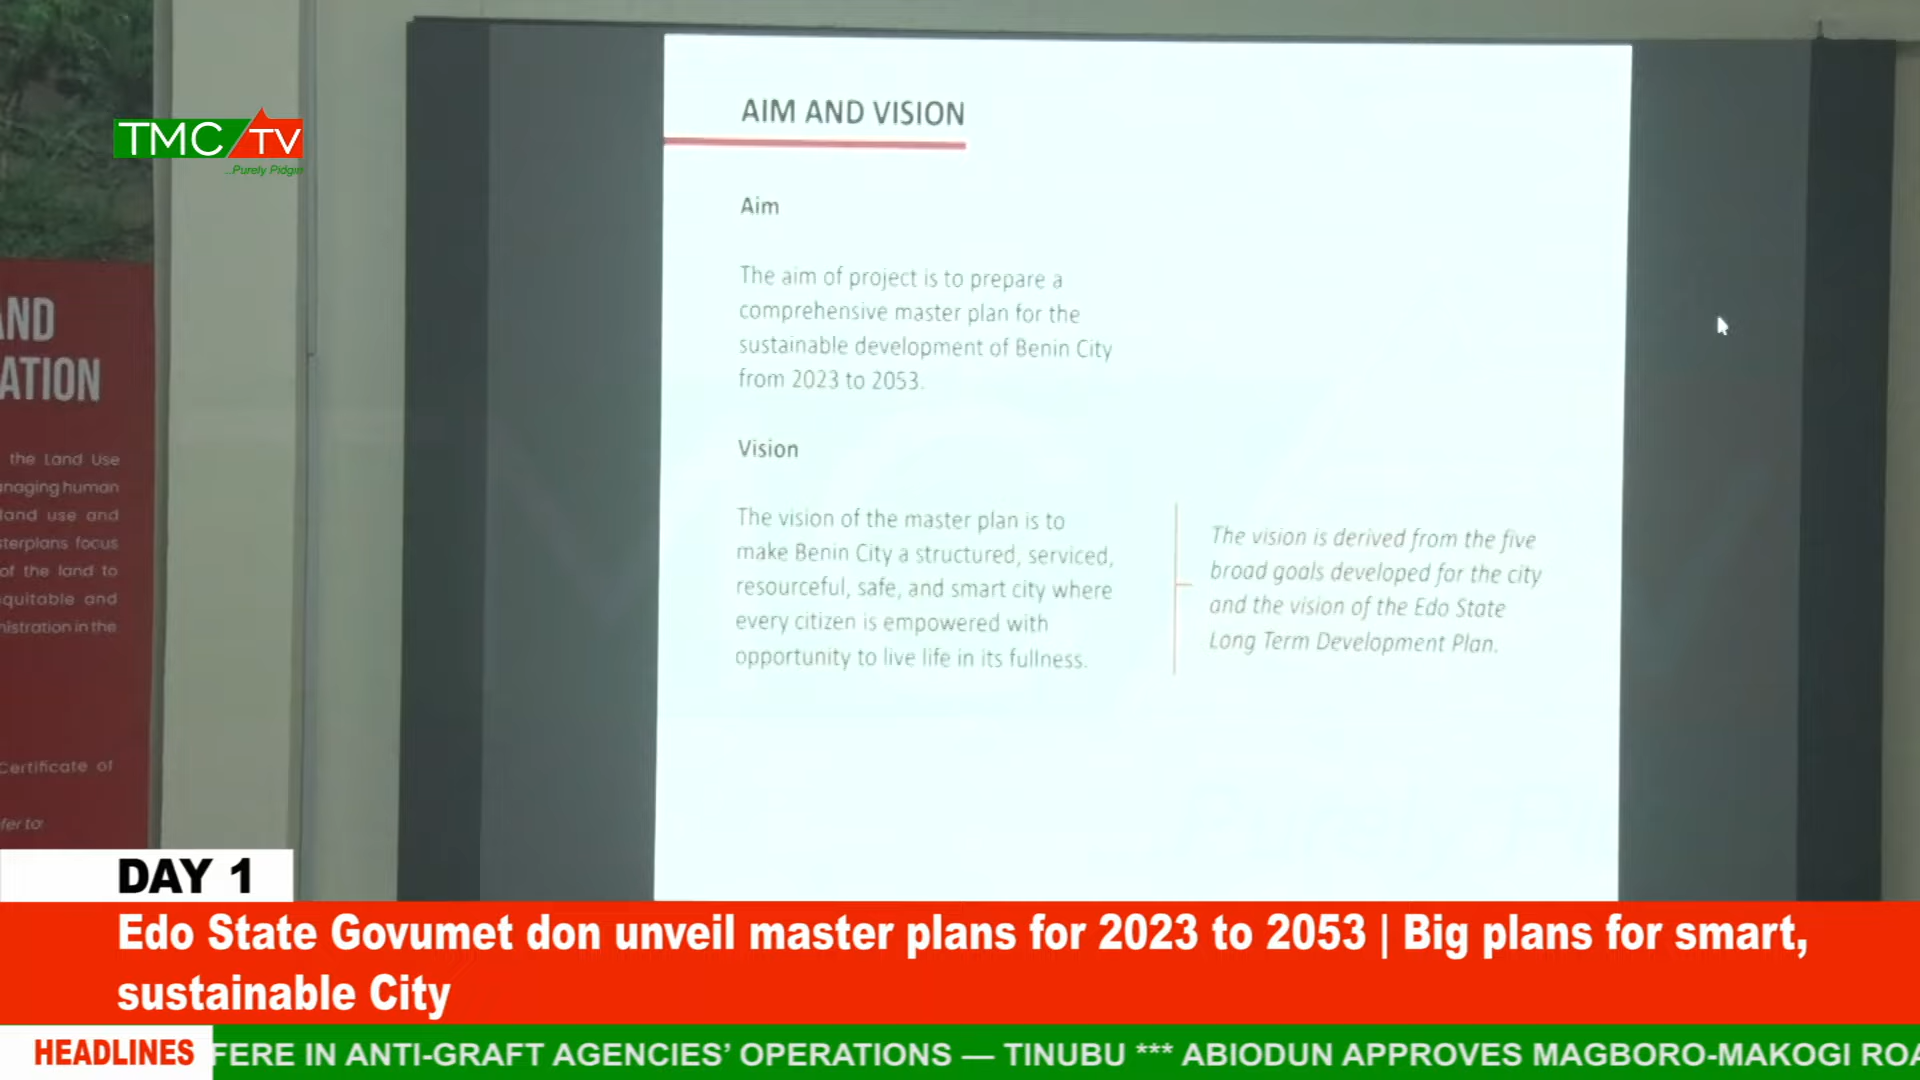 TMC TV
...Purely Pidgin
AND
ATION
the Land Use
anaging human
land use and
sterplans focus
of the land to
quitable and
nistration in the
Certificate of
fer to:
AIM AND VISION
Aim
The aim of project is to prepare a
comprehensive master plan for the
sustainable development of Benin City
from 2023 to 2053.
Vision
The vision of the master plan is to
make Benin City a structured, serviced,
resourceful, safe, and smart city where
every citizen is empowered with
opportunity to live life in its fullness.
The vision is derived from the five
broad goals developed for the city
and the vision of the Edo State
Long Term Development Plan.
DAY 1
Edo State Govumet don unveil master plans for 2023 to 2053 | Big plans for smart,
sustainable City
HEADLINES
FERE IN ANTI-GRAFT AGENCIES’ OPERATIONS — TINUBU *** ABIODUN APPROVES MAGBORO-MAKOGI ROA